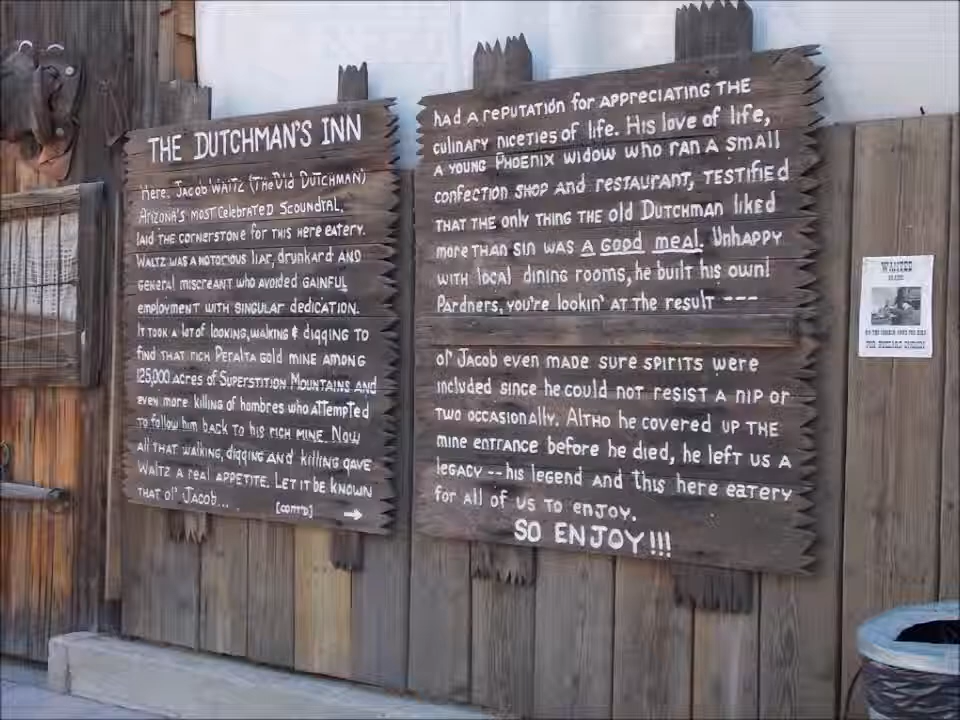 THE DUTCHMAN'S INN
Here, JACOB WAITZ (THE Old DUTCHMAN)
ARIZONA'S MOST CELEBRATED SCOUNDRAL,
laid THE CORNERSTONE FOR THIS HERE EATERY.
WALTZ WAS A NOTORIOUS liar, drunkard AND
GENERAL MISCREANT who AVOIDED GAINFUL
EMPLOYMENT WITH SINGULAR dEDICATION.
IT TOOK A lOT of LOOKING, WALKING & diggING TO
find THAT RICH PERALTA GOLD MINE AMONG
125,000 ACRES of SUPERSTITION MOUNTAINS AND
EVEN MORE KILLING of hombres who ATTEMPTED
TO follow him BACK TO his RICH MINE. NOW
All THAT WALKING, diggING ANd KilliNG GAVE
WALTZ A REAL APPETITE. LET IT bE KNOWN
THAT Ol' JACOB...
[CONT'D]
had A REPUTATION for APPRECIATING THE
culinary NICETIES of life. His love of life,
A YOUNG PHOENIX WIDOW WHO RAN A SMALL
confECTION SHOP AND RESTAURANT, TESTIFIEd
THAT THE only THING THE old DUTCHMAN likEd
more THAN SIN WAS A GOOD MEAL. UNHAPPY
WITH local dining rooms, he built his own!
Pardners, you're lookin' AT the result ---
ol' Jacob even made sure spirits were
included since he could not resist a nip or
two occasionally. Altho he covered up the
mine entrance before he died, he left us a
legacy -- his legend and this here eatery
for all of us to enjoy.
SO ENJOY!!!
WANTED